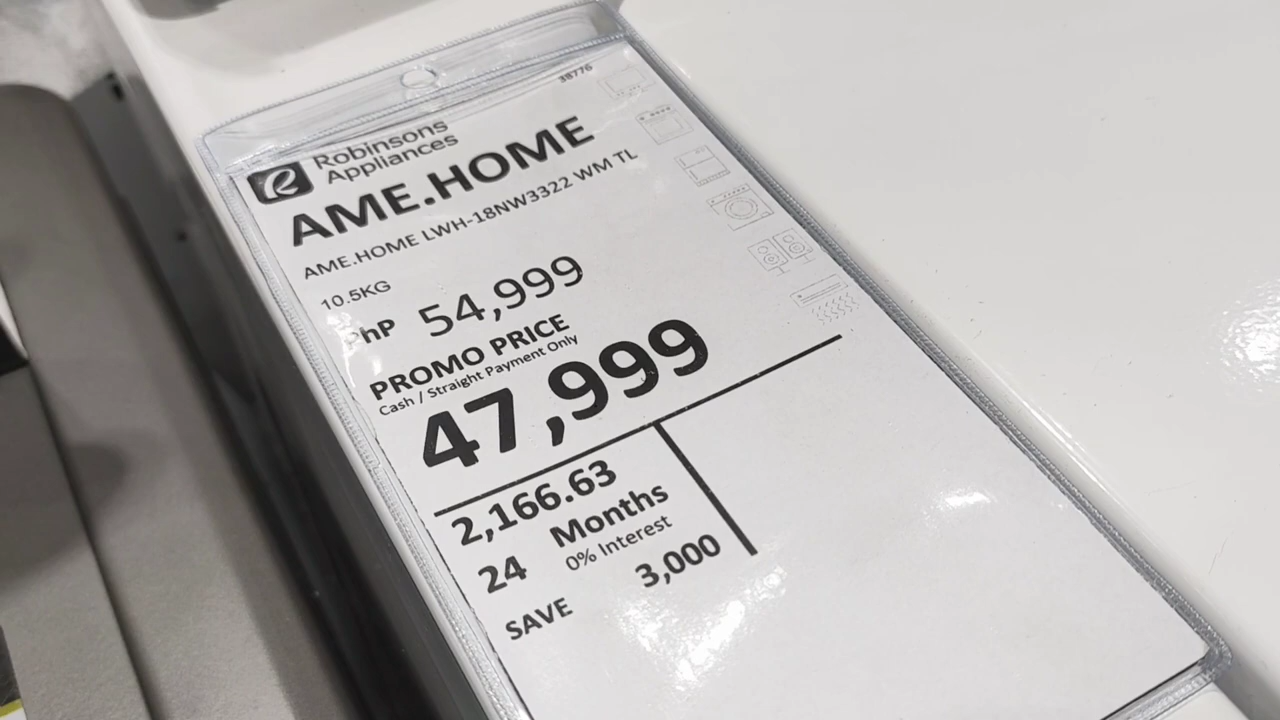 38776
Robinsons
Appliances
AME.HOME
AME.HOME LWH-18NW3322 WM TL
10.5KG
PhP 54,999
PROMO PRICE
Cash / Straight Payment Only
47,999
2,166.63
24 Months
0% Interest
SAVE 3,000